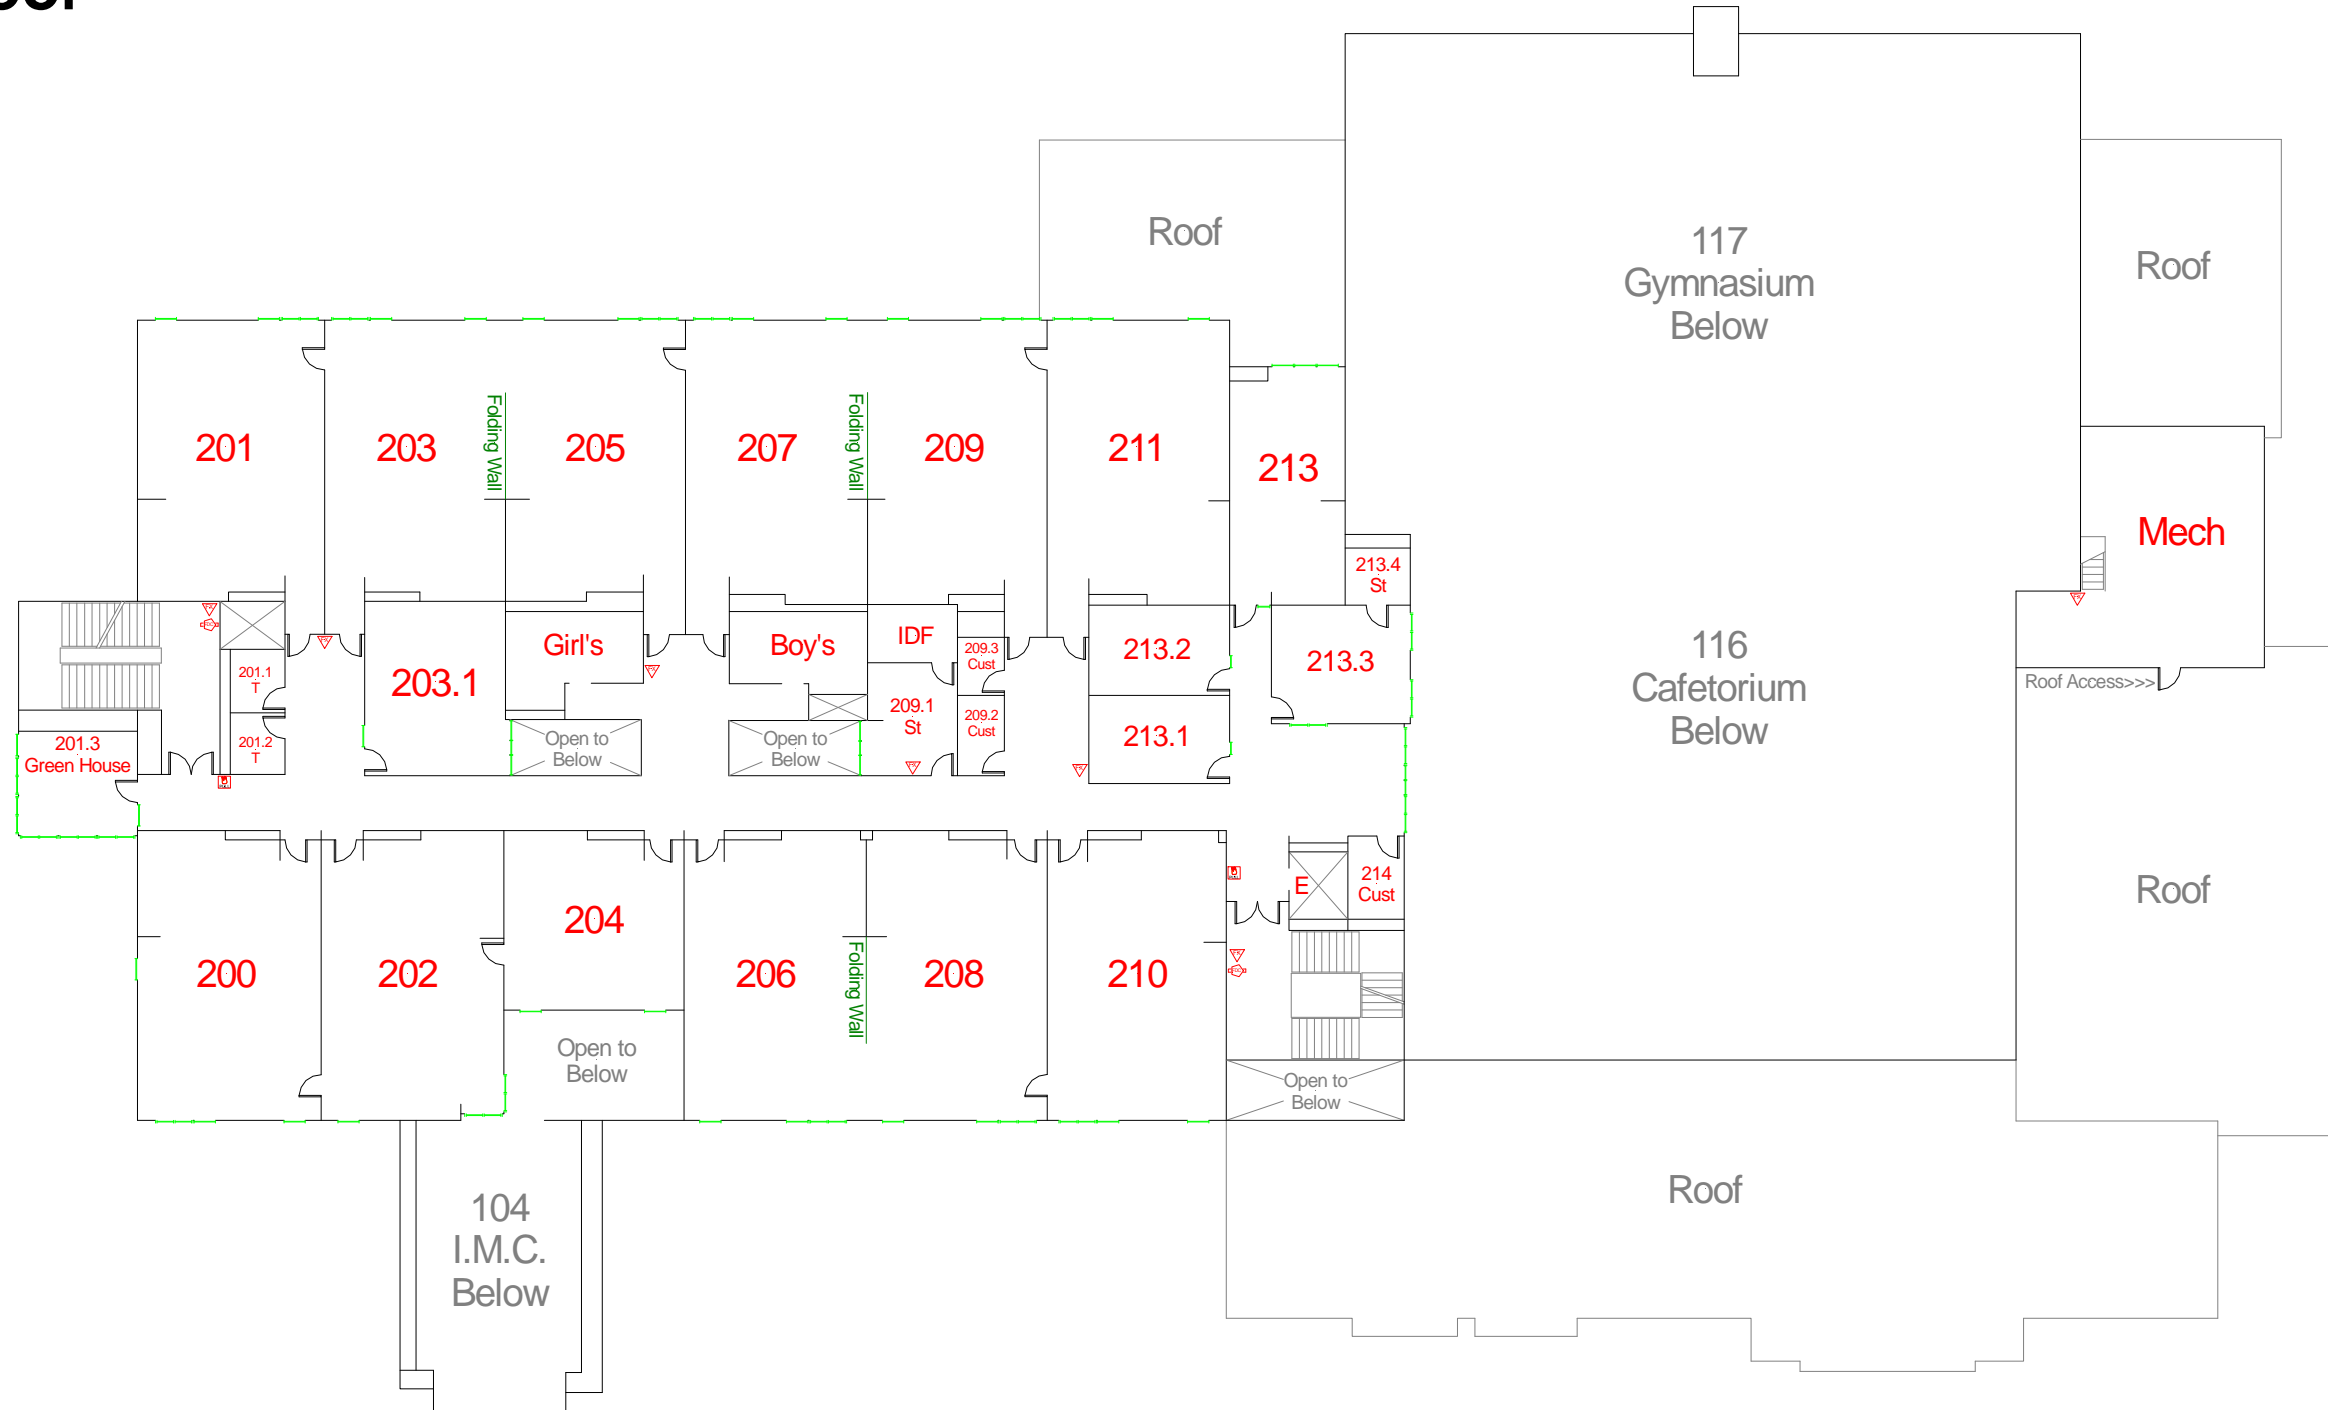 Roof
117
Gymnasium
Below
Roof
201
203
Folding Wall
205
207
Folding Wall
209
211
213
Mech
213.4
St
Girl's
Boy's
IDF
209.3
Cust
213.2
213.3
201.1
T
203.1
116
Cafetorium
Below
Roof Access>>>
209.1
St
209.2
Cust
213.1
201.2
T
201.3
Green House
Open to
Below
Open to
Below
E
214
Cust
Roof
204
200
202
206
Folding Wall
208
210
Open to
Below
Open to
Below
Roof
104
I.M.C.
Below